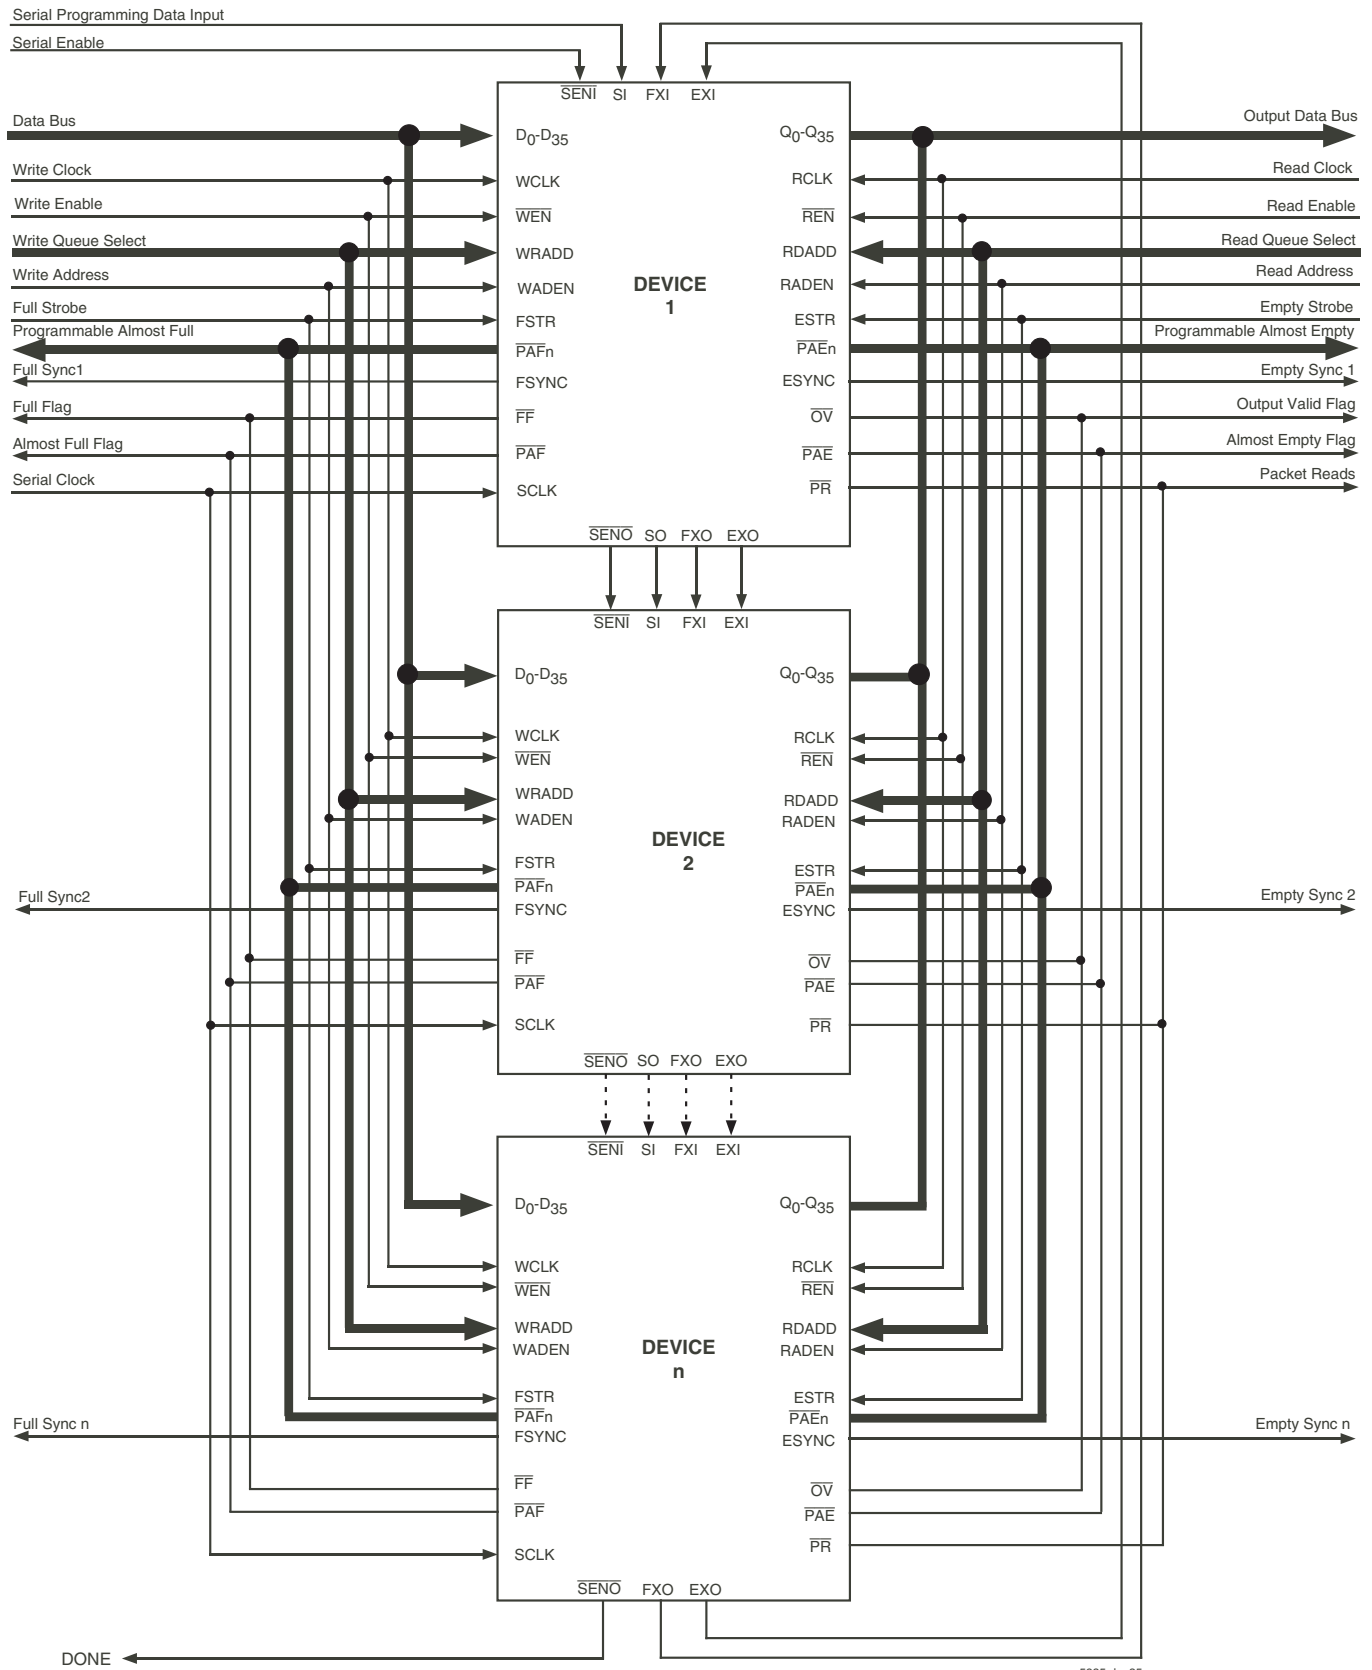 Serial Programming Data Input
Serial Enable
SENI SI FXI EXI
Data Bus D0-D35 Q0-Q35 Output Data Bus
Write Clock WCLK RCLK Read Clock
Write Enable WEN REN Read Enable
Write Queue Select WRADD RDADD Read Queue Select
Write Address WADEN DEVICE RADEN Read Address
1
Full Strobe FSTR ESTR Empty Strobe
Programmable Almost Full PAFn PAEn Programmable Almost Empty
Full Sync1 FSYNC ESYNC Empty Sync 1
Full Flag FF OV Output Valid Flag
Almost Full Flag PAF PAE Almost Empty Flag
Serial Clock SCLK PR Packet Reads
SENO SO FXO EXO
SENI SI FXI EXI
D0-D35 Q0-Q35
WCLK RCLK
WEN REN
WRADD RDADD
WADEN RADEN
DEVICE
2
FSTR ESTR
PAFn PAEn
Full Sync2 FSYNC ESYNC Empty Sync 2
FF OV
PAF PAE
SCLK PR
SENO SO FXO EXO
SENI SI FXI EXI
D0-D35 Q0-Q35
WCLK RCLK
WEN REN
WRADD RDADD
WADEN DEVICE RADEN
n
FSTR ESTR
PAFn PAEn
Full Sync n FSYNC ESYNC Empty Sync n
FF OV
PAF PAE
SCLK PR
SENO FXO EXO
DONE